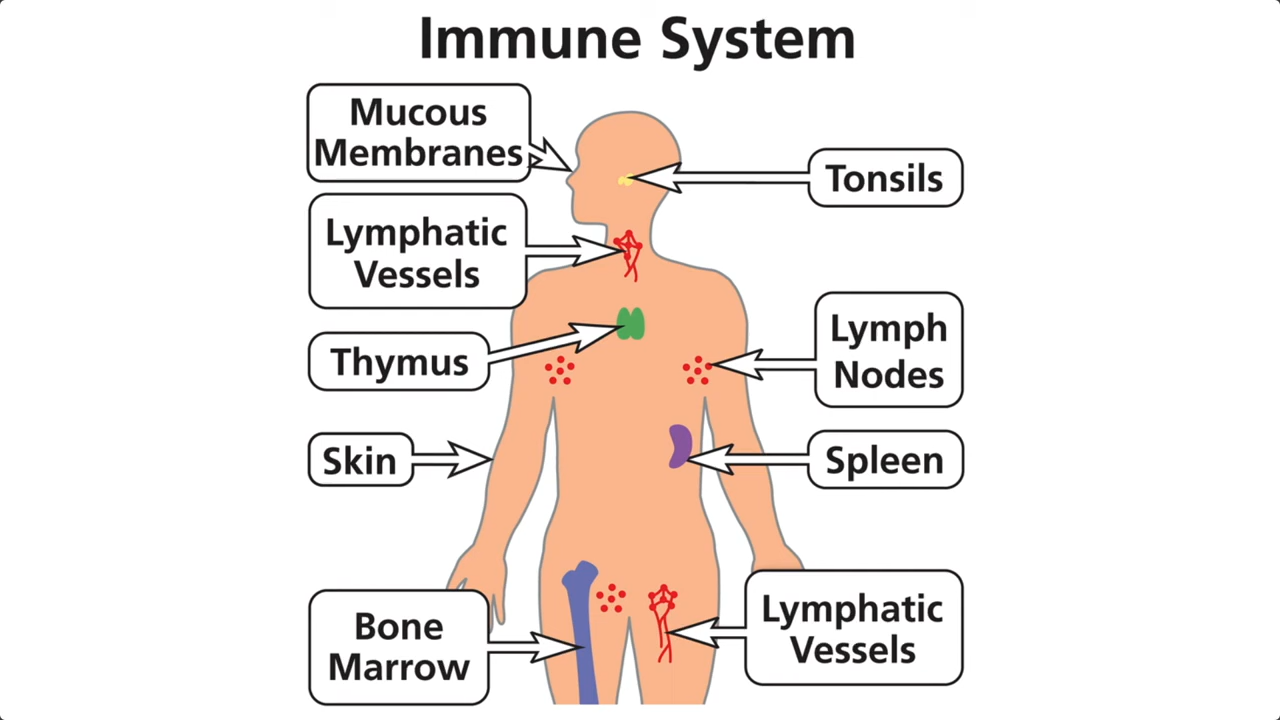 Immune System
Mucous
Membranes
Tonsils
Lymphatic
Vessels
Lymph
Nodes
Thymus
Skin
Spleen
Bone
Marrow
Lymphatic
Vessels